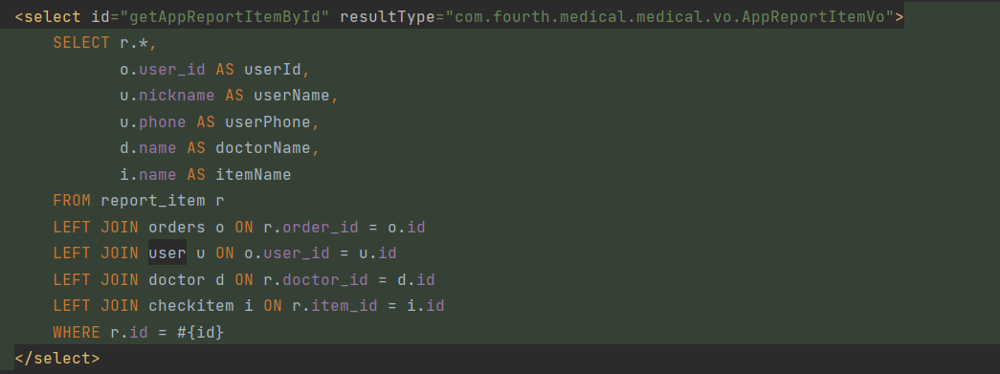 <select id="getAppReportItemById" resultType="com.fourth.medical.medical.vo.AppReportItemVo">
    SELECT r.*,
           o.user_id AS userId,
           u.nickname AS userName,
           u.phone AS userPhone,
           d.name AS doctorName,
           i.name AS itemName
    FROM report_item r
    LEFT JOIN orders o ON r.order_id = o.id
    LEFT JOIN user u ON o.user_id = u.id
    LEFT JOIN doctor d ON r.doctor_id = d.id
    LEFT JOIN checkitem i ON r.item_id = i.id
    WHERE r.id = #{id}
</select>